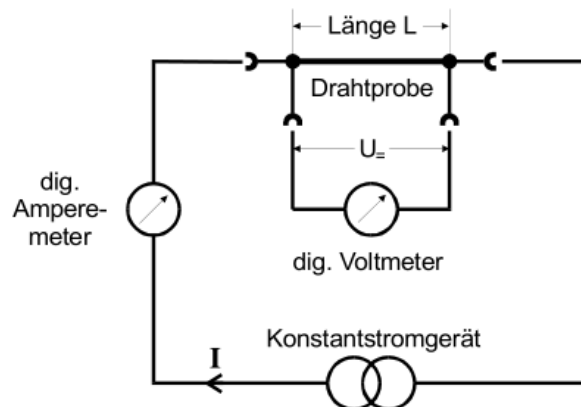 Länge L
Drahtprobe
U=
dig.
Ampere-
meter
dig. Voltmeter
Konstantstromgerät
I